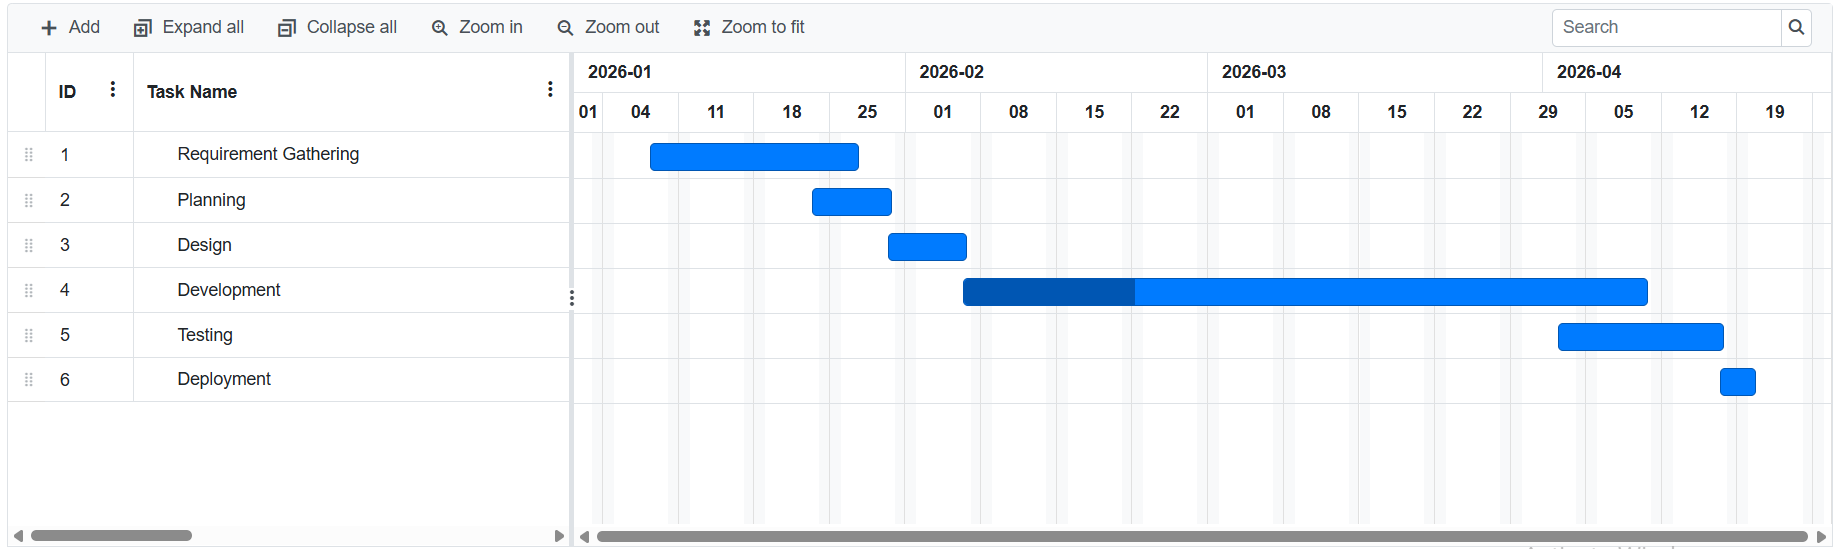 Add Expand all Collapse all Zoom in Zoom out Zoom to fit Search
ID Task Name
2026-01 2026-02 2026-03 2026-04
01 04 11 18 25 01 08 15 22 01 08 15 22 29 05 12 19
1 Requirement Gathering
2 Planning
3 Design
4 Development
5 Testing
6 Deployment